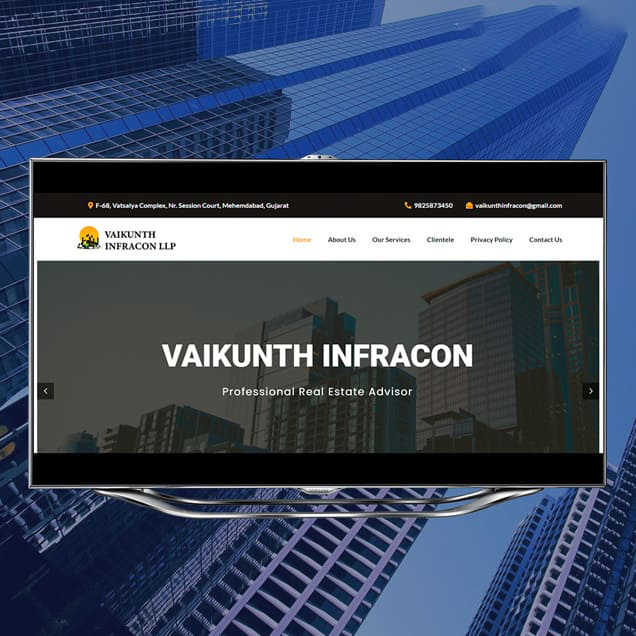 F-68, Vatsalya Complex, Nr. Session Court, Mehemdabad, Gujarat
9825873450
vaikunthinfracon@gmail.com
VAIKUNTH
INFRACON LLP
Home
About Us
Our Services
Clientele
Privacy Policy
Contact Us
VAIKUNTH INFRACON
Professional Real Estate Advisor